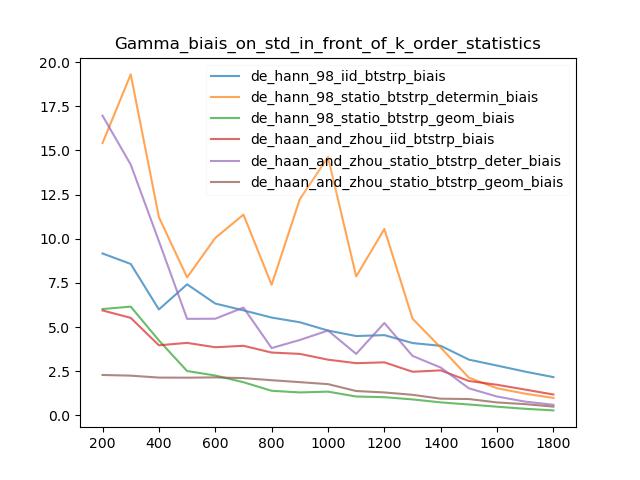 Gamma_biais_on_std_in_front_of_k_order_statistics
20.0
17.5
15.0
12.5
10.0
7.5
5.0
2.5
0.0
de_hann_98_iid_btstrp_biais
de_hann_98_statio_btstrp_determin_biais
de_hann_98_statio_btstrp_geom_biais
de_haan_and_zhou_iid_btstrp_biais
de_haan_and_zhou_statio_btstrp_deter_biais
de_haan_and_zhou_statio_btstrp_geom_biais
200 400 600 800 1000 1200 1400 1600 1800